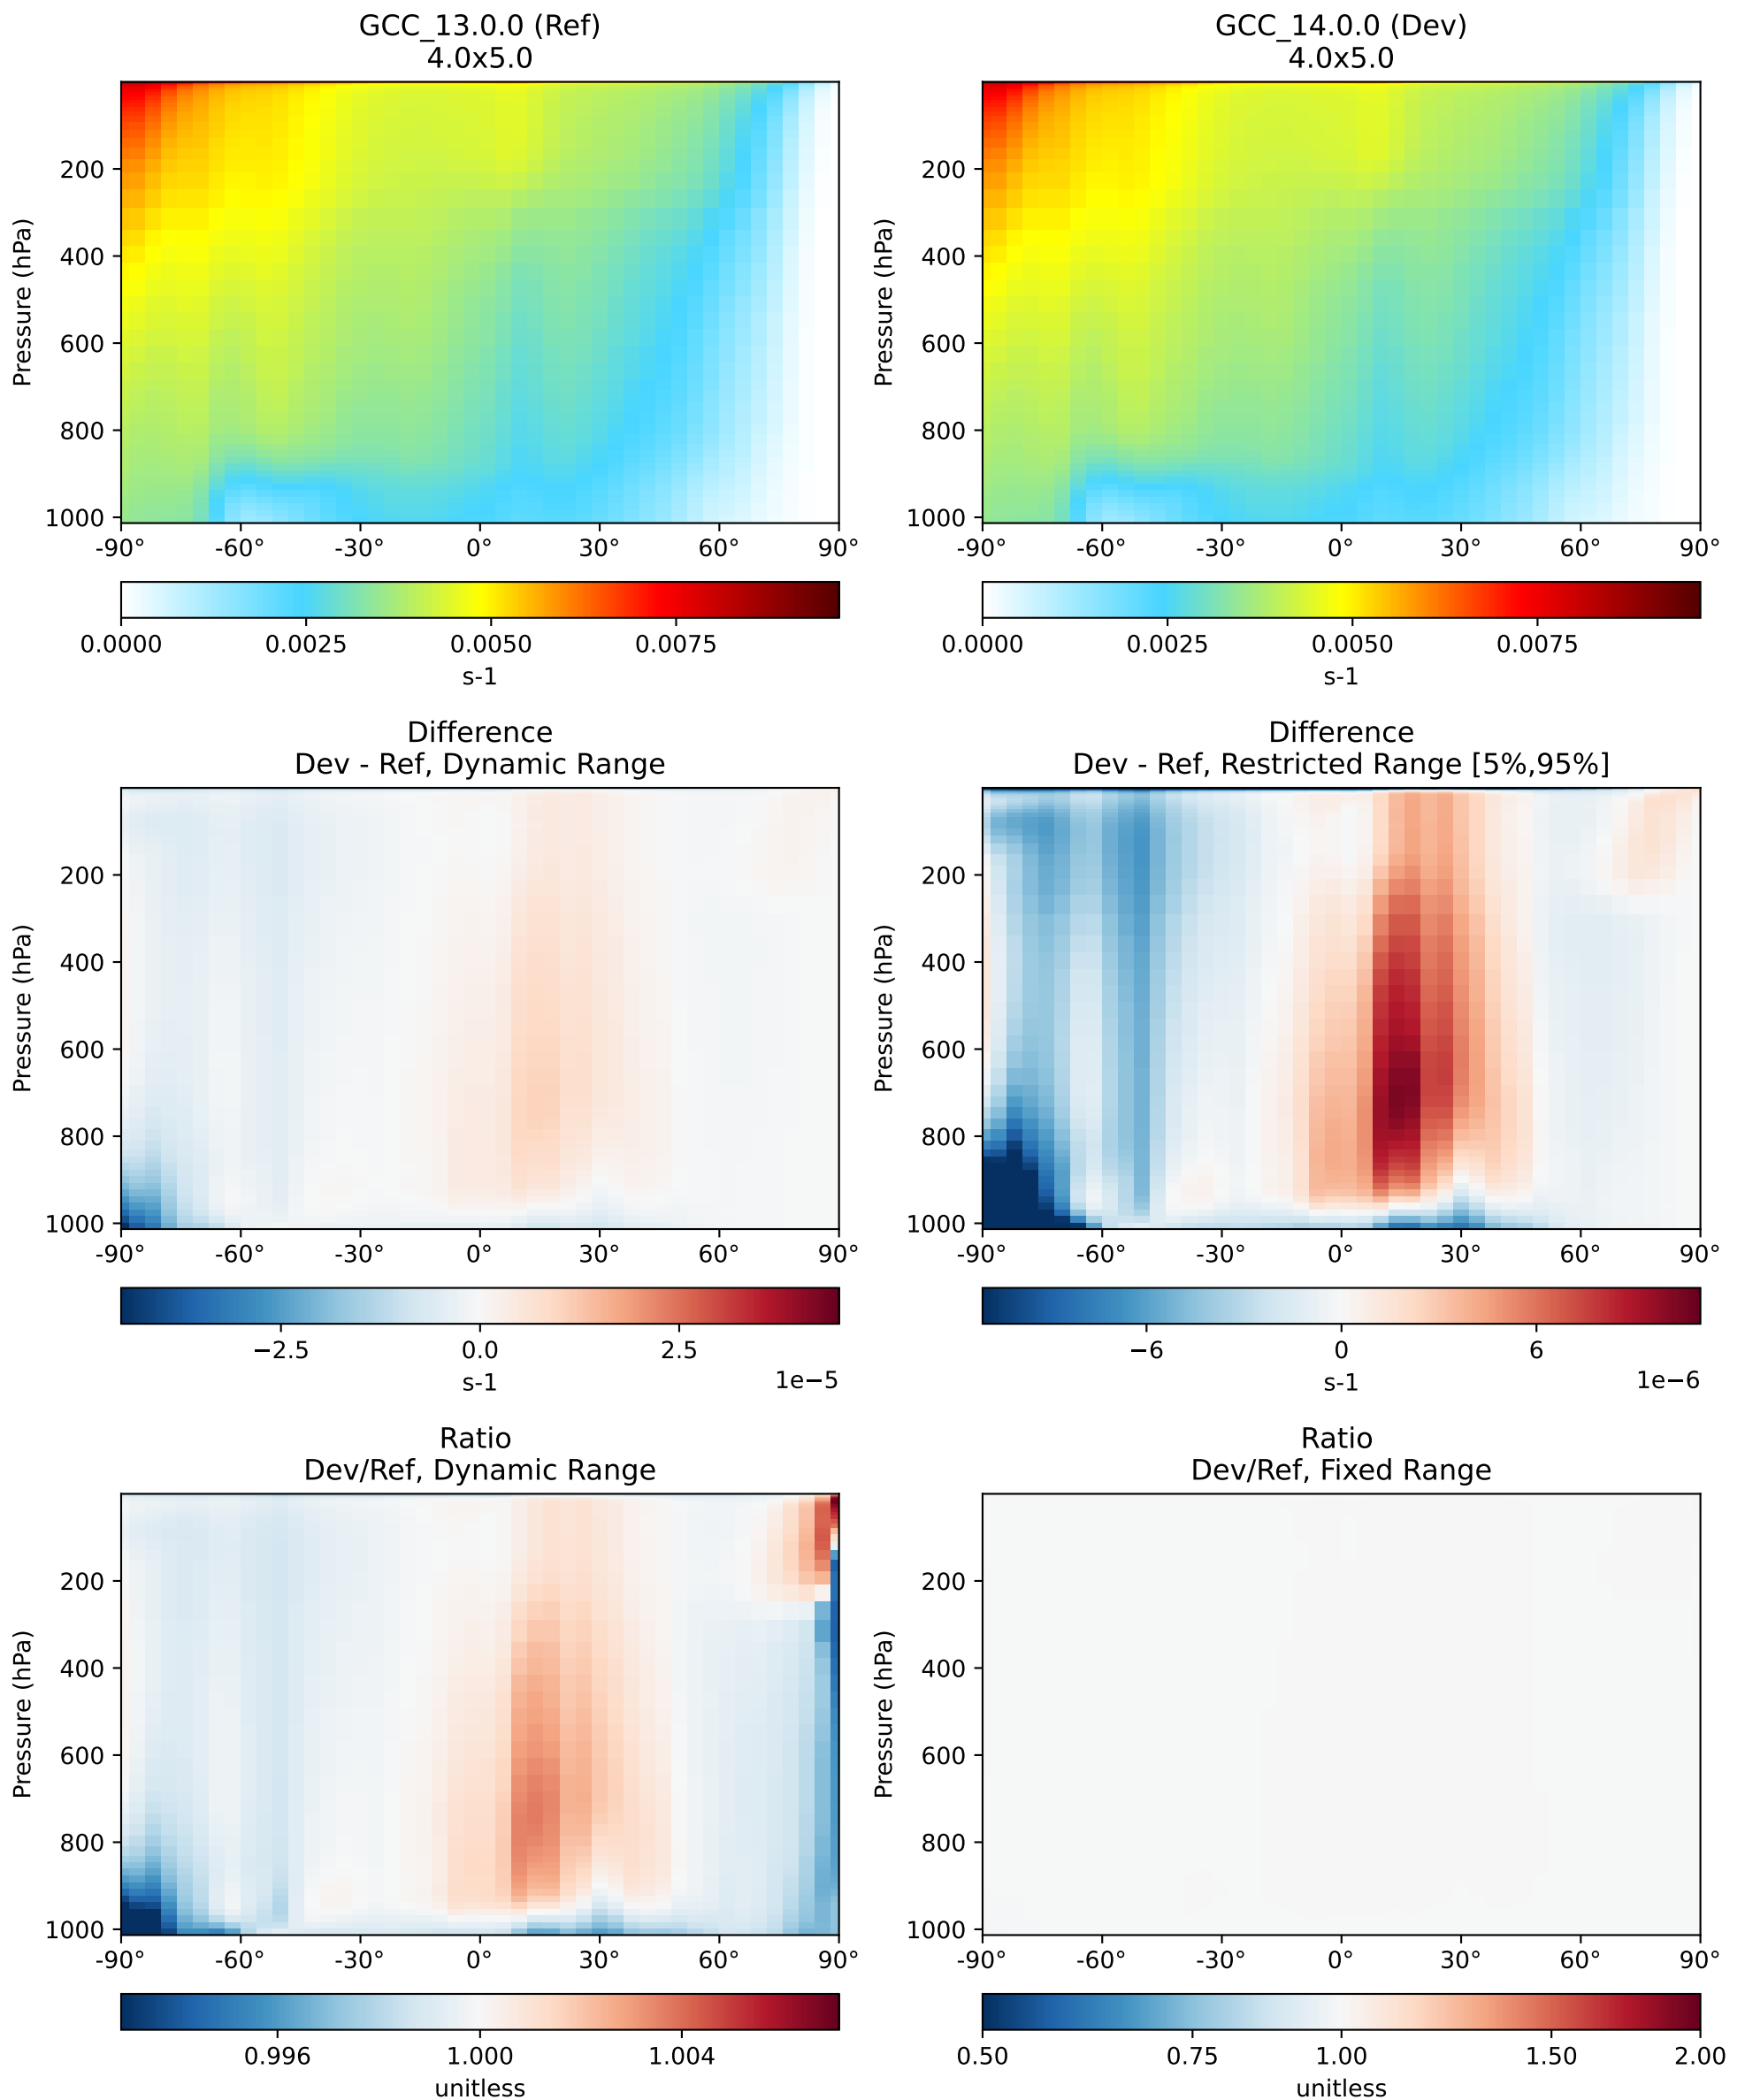 GCC_13.0.0 (Ref)
4.0x5.0
GCC_14.0.0 (Dev)
4.0x5.0
Pressure (hPa)
200
400
600
800
1000
-90° -60° -30° 0° 30° 60° 90°
0.0000 0.0025 0.0050 0.0075
s-1
Pressure (hPa)
200
400
600
800
1000
-90° -60° -30° 0° 30° 60° 90°
0.0000 0.0025 0.0050 0.0075
s-1
Difference
Dev - Ref, Dynamic Range
Pressure (hPa)
200
400
600
800
1000
-90° -60° -30° 0° 30° 60° 90°
−2.5 0.0 2.5
s-1
1e−5
Difference
Dev - Ref, Restricted Range [5%,95%]
Pressure (hPa)
200
400
600
800
1000
-90° -60° -30° 0° 30° 60° 90°
−6 0 6
s-1
1e−6
Ratio
Dev/Ref, Dynamic Range
Pressure (hPa)
200
400
600
800
1000
-90° -60° -30° 0° 30° 60° 90°
0.996 1.000 1.004
unitless
Ratio
Dev/Ref, Fixed Range
Pressure (hPa)
200
400
600
800
1000
-90° -60° -30° 0° 30° 60° 90°
0.50 0.75 1.00 1.50 2.00
unitless